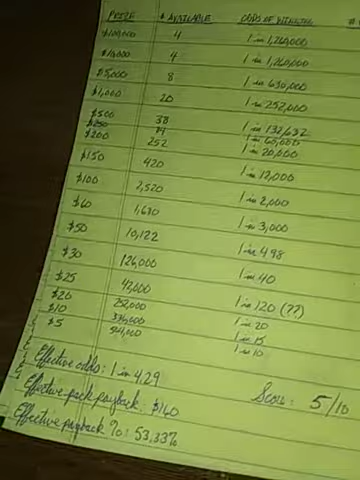 PRIZE # AVAILABLE ODDS OF WINNING
$100,000 4 1 in 1,260,000
$10,000 4 1 in 1,260,000
$5,000 8 1 in 630,000
$1,000 20 1 in 252,000
$500 38 1 in 132,632
$250 1 in 60,000
$200 252 1 in 20,000
$150 420 1 in 12,000
$100 2,520 1 in 2,000
$60 1,680 1 in 3,000
$50 10,122 1 in 498
$30 126,000 1 in 40
$25 42,000 1 in 120 (??)
$20 252,000 1 in 20
$10 336,000 1 in 15
$5 504,000 1 in 10
Effective odds: 1 in 4.29
Effective pack payback: $160 Score: 5/10
Effective payback %: 53.33%